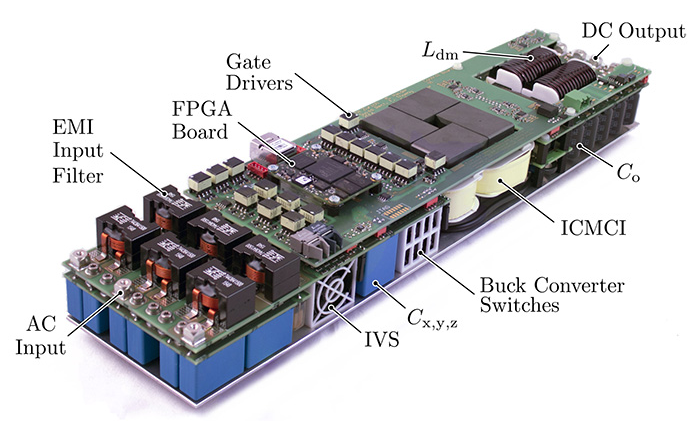 DC Output
L_dm
Gate
Drivers
FPGA
Board
EMI
Input
Filter
C_o
ICMCI
Buck Converter
Switches
C_x,y,z
IVS
AC
Input